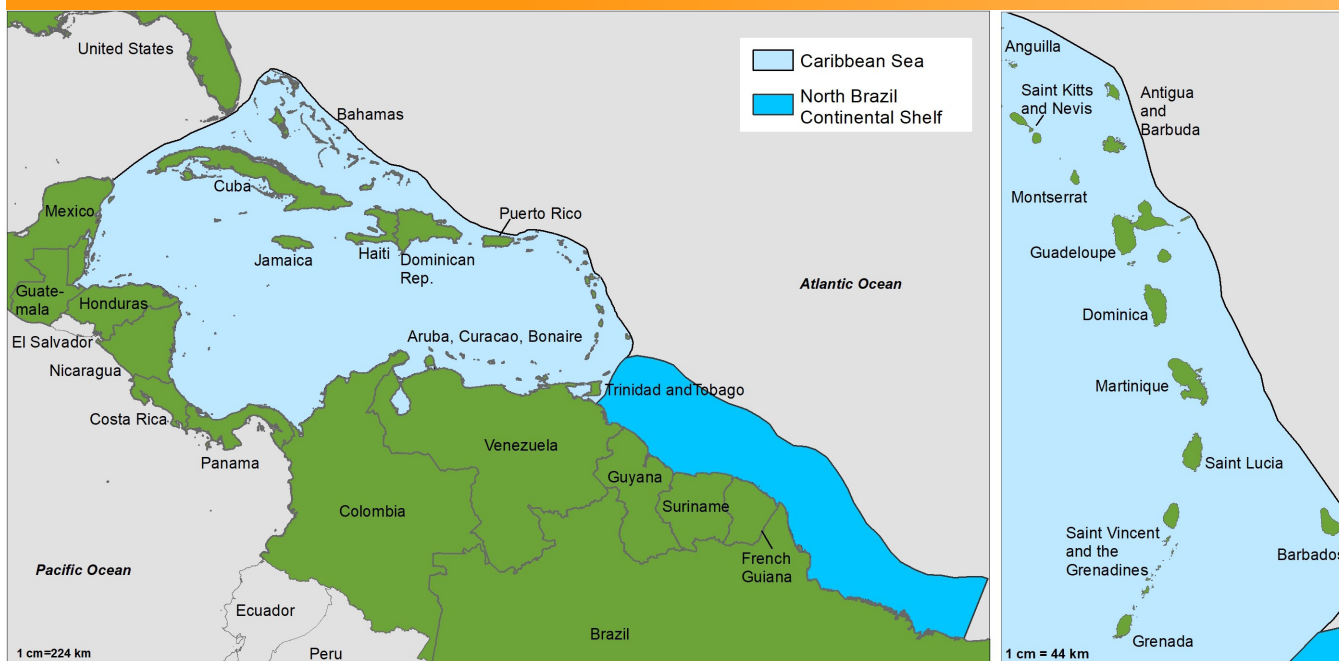 United States
Bahamas
Caribbean Sea
North Brazil
Continental Shelf
Cuba
Mexico
Puerto Rico
Jamaica
Haiti
Dominican
Rep.
Atlantic Ocean
Guate-
mala
Honduras
El Salvador
Nicaragua
Aruba, Curacao, Bonaire
Costa Rica
Trinidad andTobago
Panama
Venezuela
Guyana
Colombia
Suriname
French
Guiana
Pacific Ocean
Ecuador
Brazil
Peru
1 cm=224 km
Anguilla
Saint Kitts
and Nevis
Antigua
and
Barbuda
Montserrat
Guadeloupe
Dominica
Martinique
Saint Lucia
Saint Vincent
and the
Grenadines
Barbados
Grenada
1 cm = 44 km